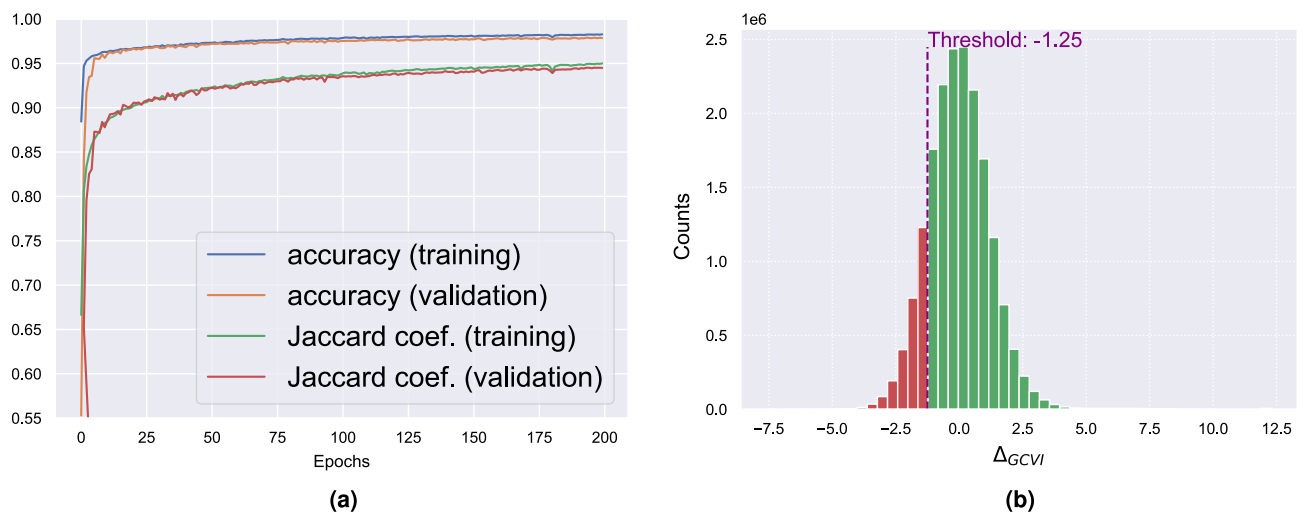 1.00
0.95
0.90
0.85
0.80
0.75
0.70
0.65
0.60
0.55
accuracy (training)
accuracy (validation)
Jaccard coef. (training)
Jaccard coef. (validation)
0 25 50 75 100 125 150 175 200
Epochs
(a)
1e6
Threshold: -1.25
2.5
2.0
1.5
1.0
0.5
0.0
Counts
−7.5 −5.0 −2.5 0.0 2.5 5.0 7.5 10.0 12.5
Δ_GCVI
(b)